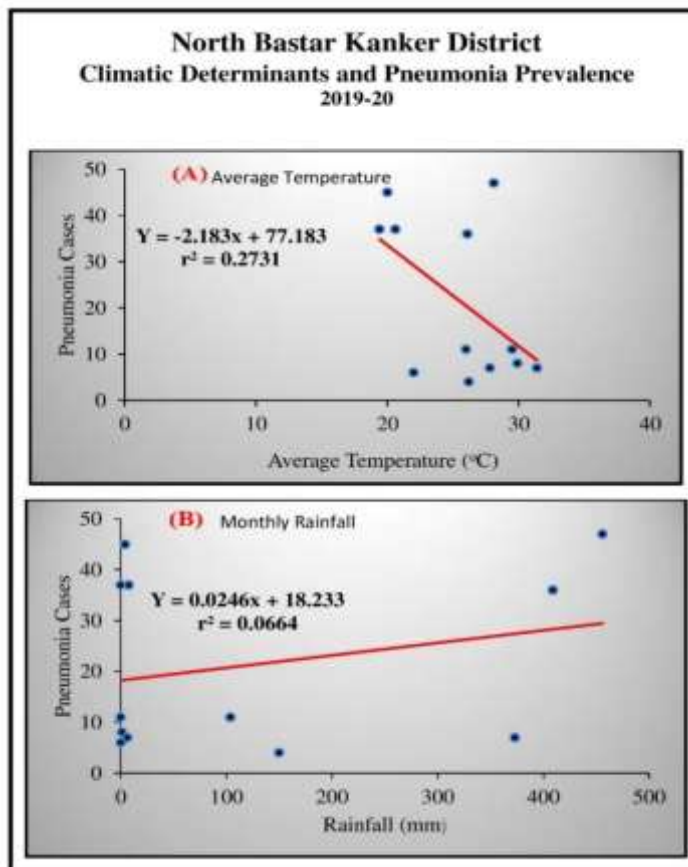 North Bastar Kanker District
Climatic Determinants and Pneumonia Prevalence
2019-20
(A) Average Temperature
Y = -2.183x + 77.183
r² = 0.2731
Pneumonia Cases
50
40
30
20
10
0
0 10 20 30 40
Average Temperature (°C)
(B) Monthly Rainfall
Y = 0.0246x + 18.233
r² = 0.0664
Pneumonia Cases
50
40
30
20
10
0
0 100 200 300 400 500
Rainfall (mm)